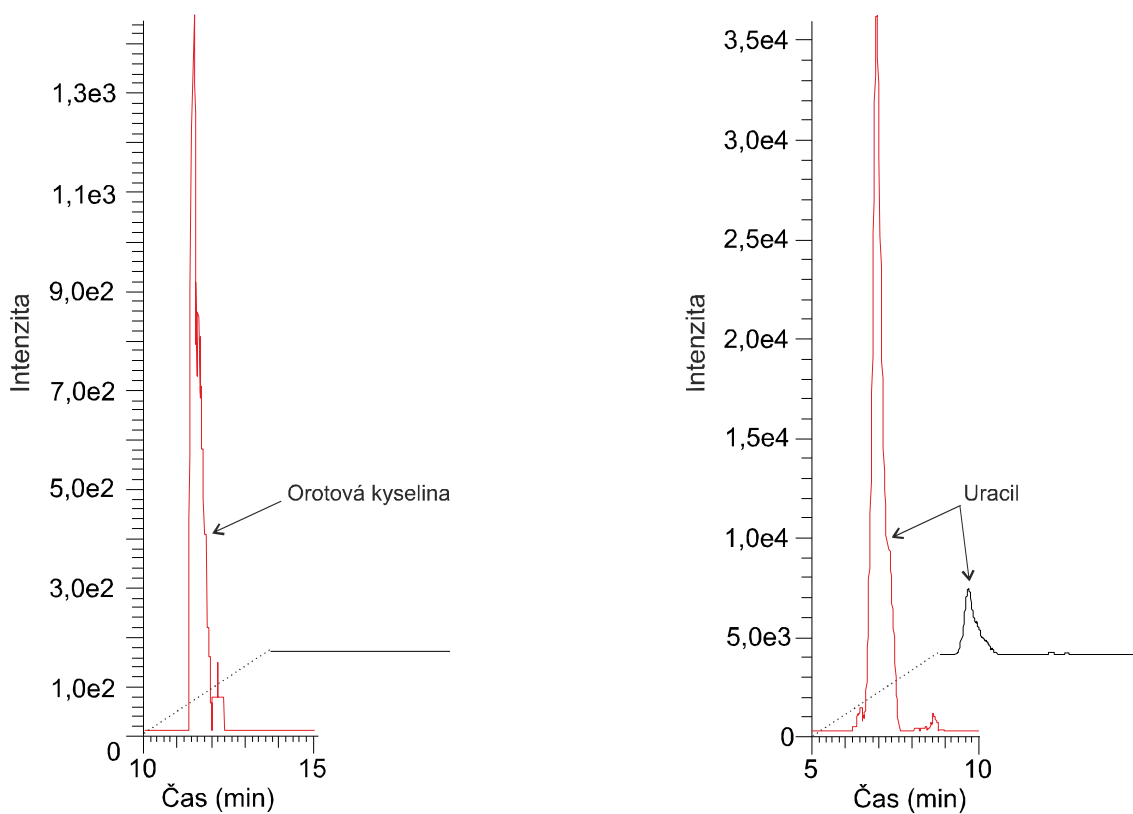 1,3e3
1,1e3
9,0e2
7,0e2
5,0e2
3,0e2
1,0e2
0
Intenzita
Orotová kyselina
10
15
Čas (min)
3,5e4
3,0e4
2,5e4
2,0e4
1,5e4
1,0e4
5,0e3
0
Intenzita
Uracil
5
10
Čas (min)